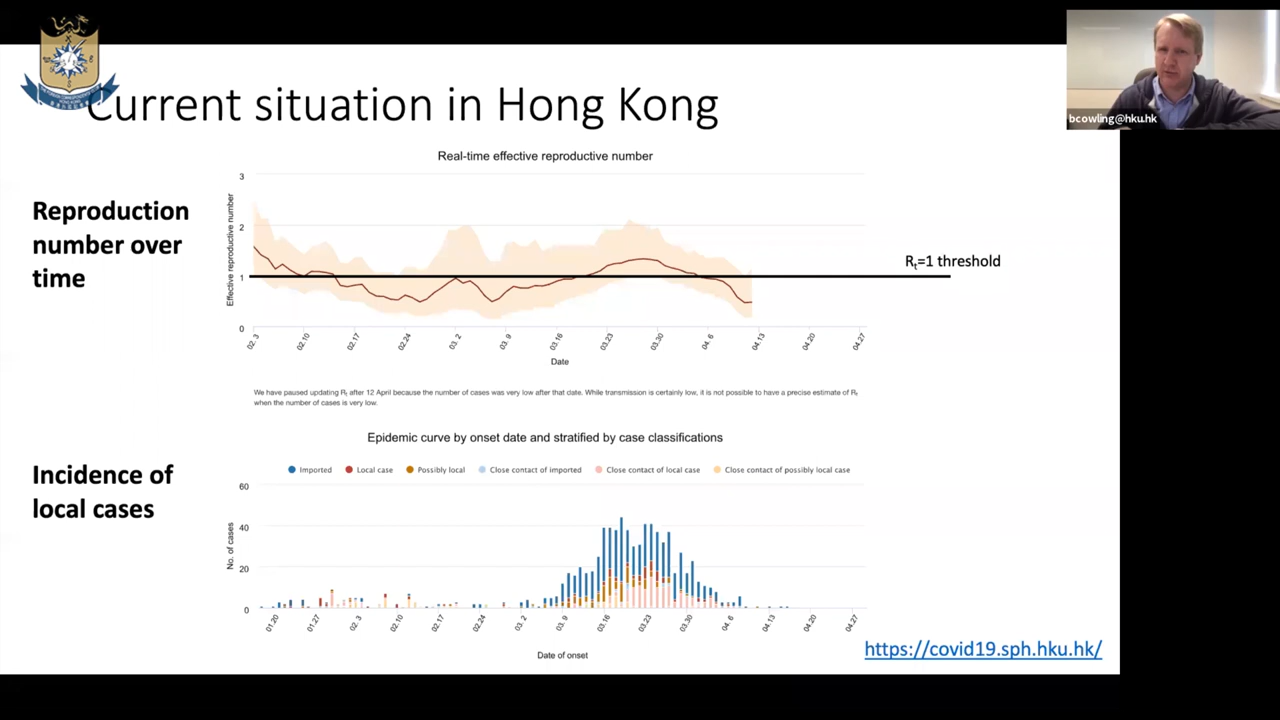 Current situation in Hong Kong
bcowling@hku.hk
Real-time effective reproductive number
Reproduction
number over
time
Effective reproductive number
3
2
1
0
Rt=1 threshold
02. 3
02.10
02.17
02.24
03. 2
03. 9
03.16
03.23
03.30
04. 6
04.13
04.20
04.27
Date
We have paused updating Rt after 12 April because the number of cases was very low after that date. While transmission is certainly low, it is not possible to have a precise estimate of Rt
when the number of cases is very low.
Epidemic curve by onset date and stratified by case classifications
Incidence of
local cases
Imported Local case Possibly local Close contact of imported Close contact of local case Close contact of possibly local case
No. of cases
60
40
20
0
01.20
01.27
02. 3
02.10
02.17
02.24
03. 2
03. 9
03.16
03.23
03.30
04. 6
04.13
04.20
04.27
Date of onset
https://covid19.sph.hku.hk/